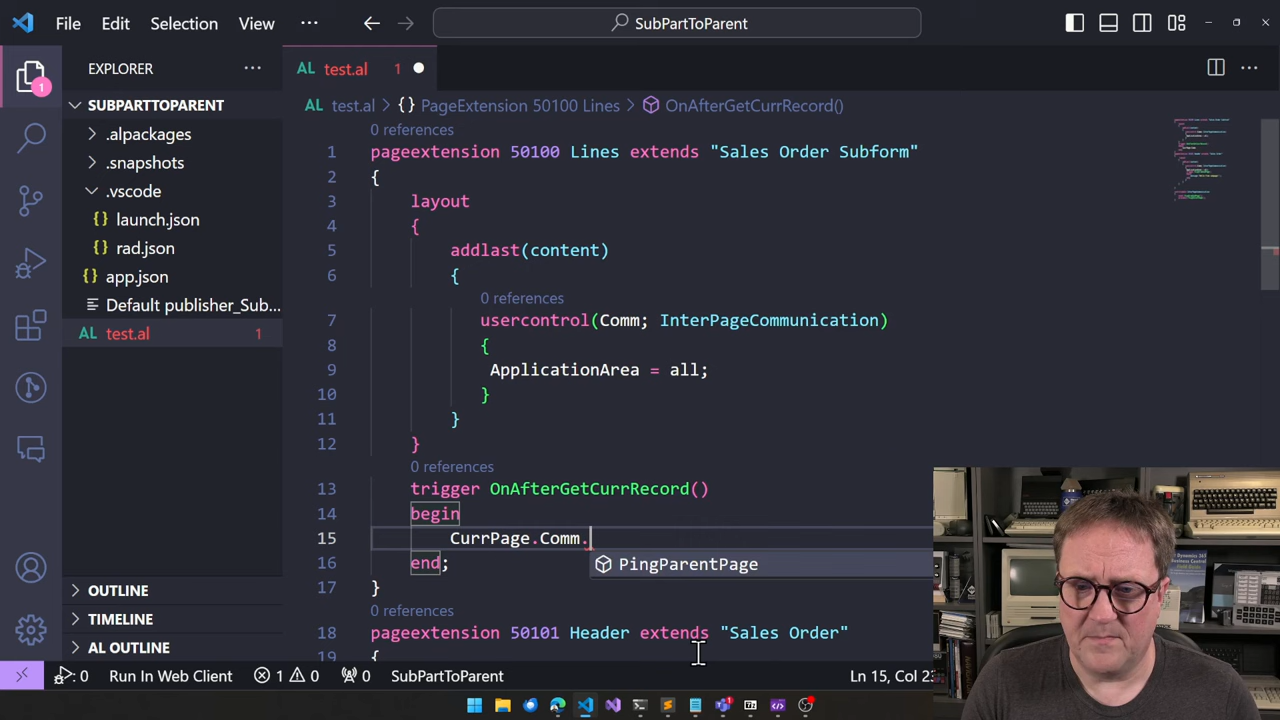 File Edit Selection View
SubPartToParent
EXPLORER
AL test.al 1
SUBPARTTOPARENT
AL test.al > {} PageExtension 50100 Lines > OnAfterGetCurrRecord()
.alpackages
.snapshots
.vscode
{} launch.json
{} rad.json
{} app.json
Default publisher_Sub...
AL test.al 1
1
0 references
1 pageextension 50100 Lines extends "Sales Order Subform"
2 {
3 layout
4 {
5 addlast(content)
6 {
0 references
7 usercontrol(Comm; InterPageCommunication)
8 {
9 ApplicationArea = all;
10 }
11 }
12 }
0 references
13 trigger OnAfterGetCurrRecord()
14 begin
15 CurrPage.Comm.
PingParentPage
16 end;
17 }
0 references
18 pageextension 50101 Header extends "Sales Order"
19 {
OUTLINE
TIMELINE
AL OUTLINE
0 Run In Web Client 1 0 0 SubPartToParent Ln 15, Col 23